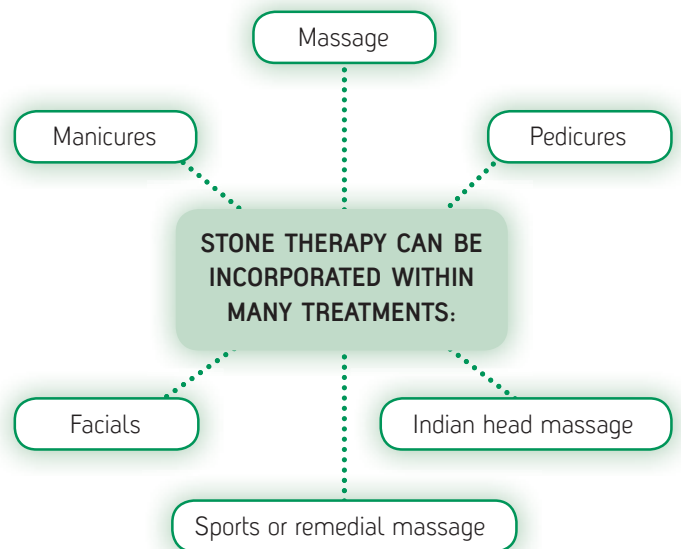 Massage
Manicures
Pedicures
STONE THERAPY CAN BE
INCORPORATED WITHIN
MANY TREATMENTS:
Facials
Indian head massage
Sports or remedial massage